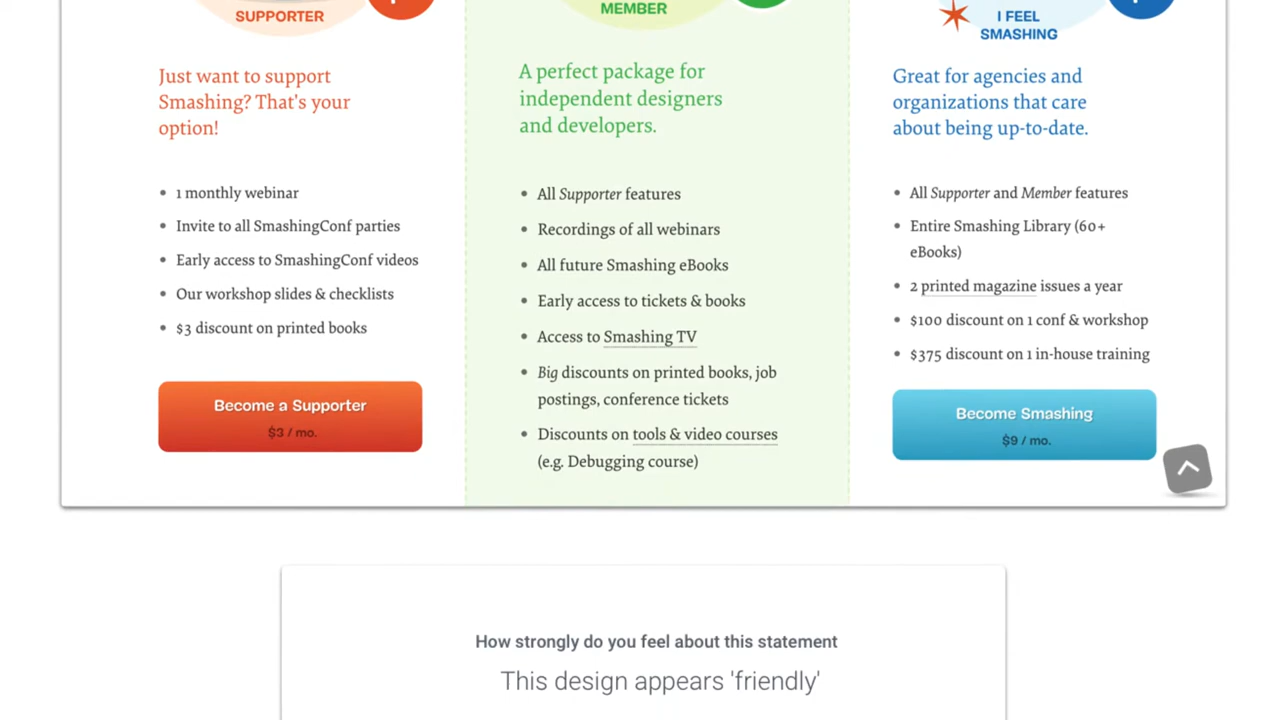 SUPPORTER
Just want to support
Smashing? That's your
option!
1 monthly webinar
Invite to all SmashingConf parties
Early access to SmashingConf videos
Our workshop slides & checklists
$3 discount on printed books
Become a Supporter
$3 / mo.
MEMBER
A perfect package for
independent designers
and developers.
All Supporter features
Recordings of all webinars
All future Smashing eBooks
Early access to tickets & books
Access to Smashing TV
Big discounts on printed books, job
postings, conference tickets
Discounts on tools & video courses
(e.g. Debugging course)
I FEEL
SMASHING
Great for agencies and
organizations that care
about being up-to-date.
All Supporter and Member features
Entire Smashing Library (60+
eBooks)
2 printed magazine issues a year
$100 discount on 1 conf & workshop
$375 discount on 1 in-house training
Become Smashing
$9 / mo.
How strongly do you feel about this statement
This design appears 'friendly'